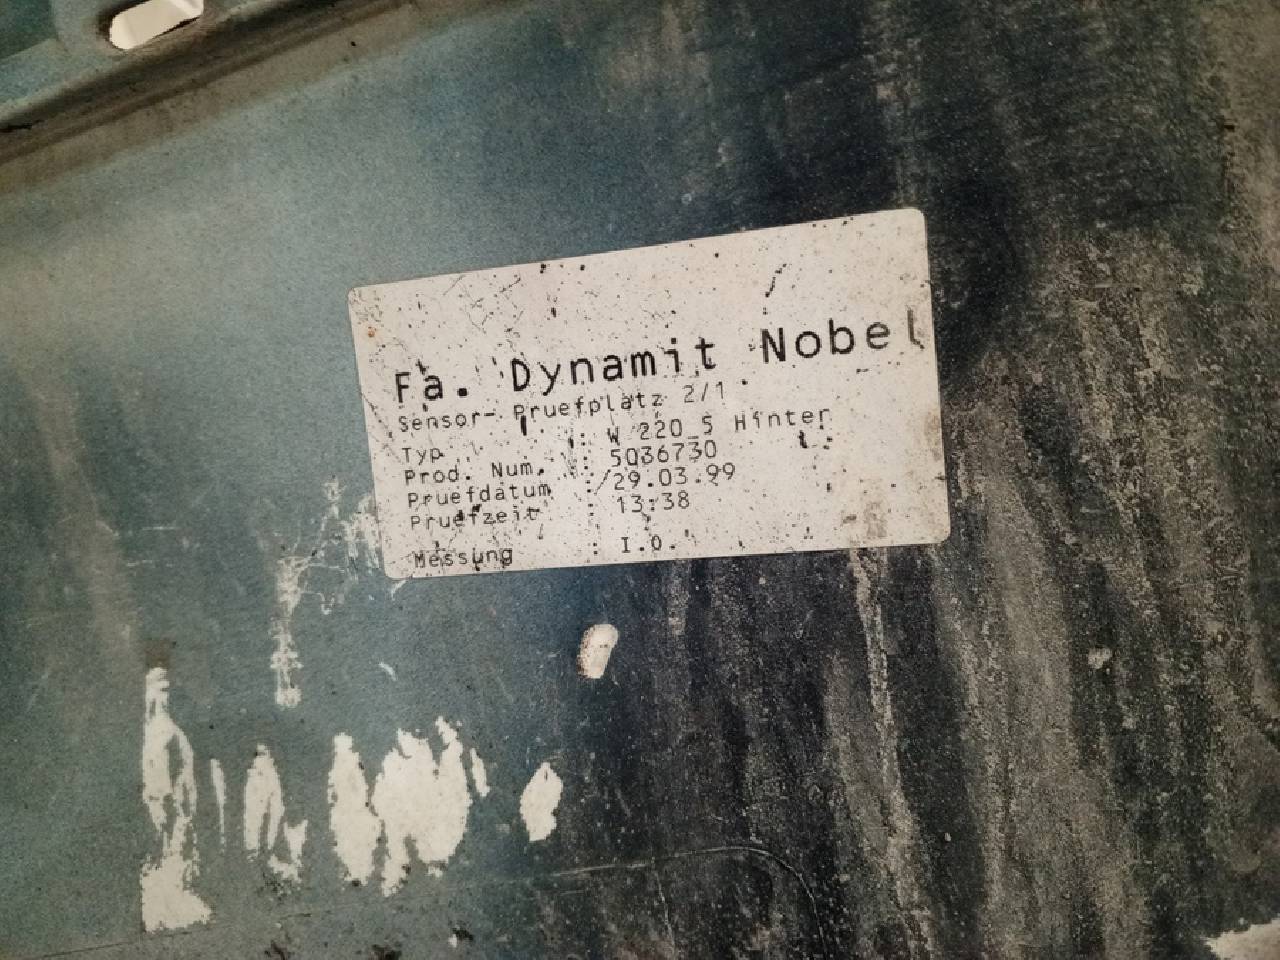 Fa. Dynamit Nobel
Sensor- Pruefplatz 2/1
Typ : W 220 S Hinter
Prod. Num. : 5036730
Pruefdatum : 29.03.99
Pruefzeit : 13:38
Messung : I.O.